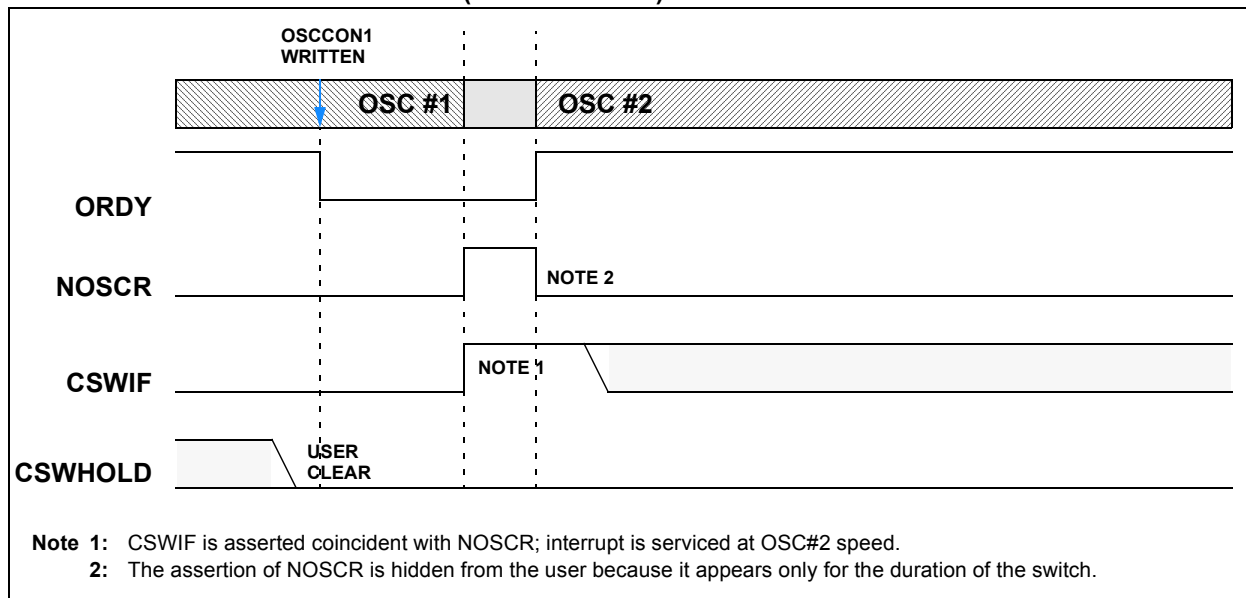 OSCCON1
WRITTEN
OSC #1
OSC #2
ORDY
NOSCR
NOTE 2
CSWIF
NOTE 1
CSWHOLD
USER
CLEAR
Note 1: CSWIF is asserted coincident with NOSCR; interrupt is serviced at OSC#2 speed.
2: The assertion of NOSCR is hidden from the user because it appears only for the duration of the switch.